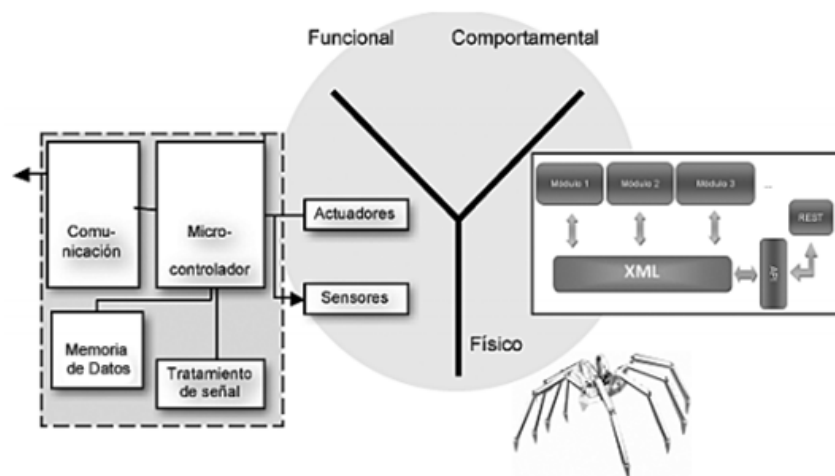 Funcional
Comportamental
Comu-
nicación
Micro-
controlador
Actuadores
Sensores
Memoria
de Datos
Tratamiento
de señal
Físico
Módulo 1
Módulo 2
Módulo 3
...
REST
XML
API